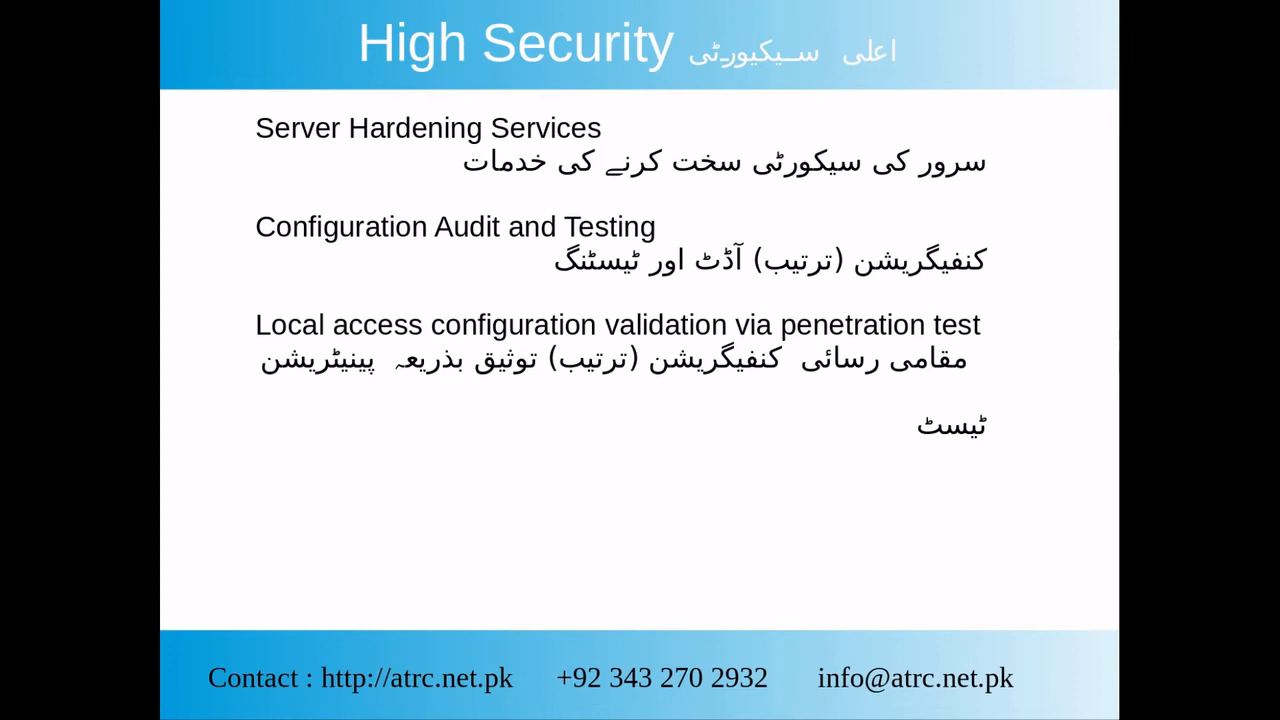 High Security اعلی سیکیورٹی
Server Hardening Services
سرور کی سیکورٹی سخت کرنے کی خدمات
Configuration Audit and Testing
کنفیگریشن (ترتیب) آڈٹ اور ٹیسٹنگ
Local access configuration validation via penetration test
مقامی رسائی کنفیگریشن (ترتیب) توثیق بذریعہ پینیٹریشن
ٹیسٹ
Contact : http://atrc.net.pk +92 343 270 2932 info@atrc.net.pk